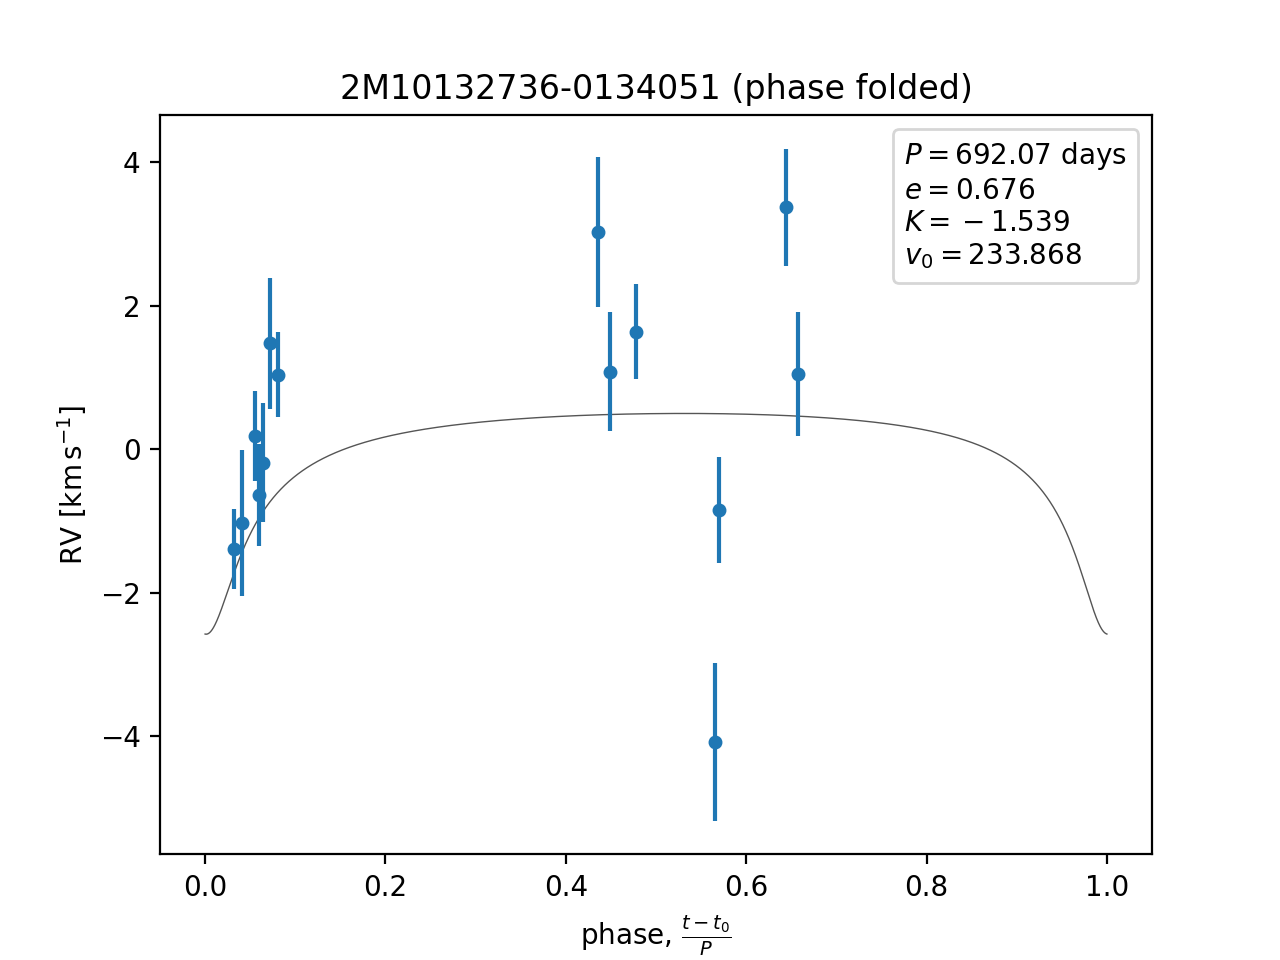 2M10132736-0134051 (phase folded)
P = 692.07 days
e = 0.676
K = −1.539
v₀ = 233.868
4
2
0
−2
−4
RV [km s⁻¹]
0.0 0.2 0.4 0.6 0.8 1.0
phase, (t − t₀)/P